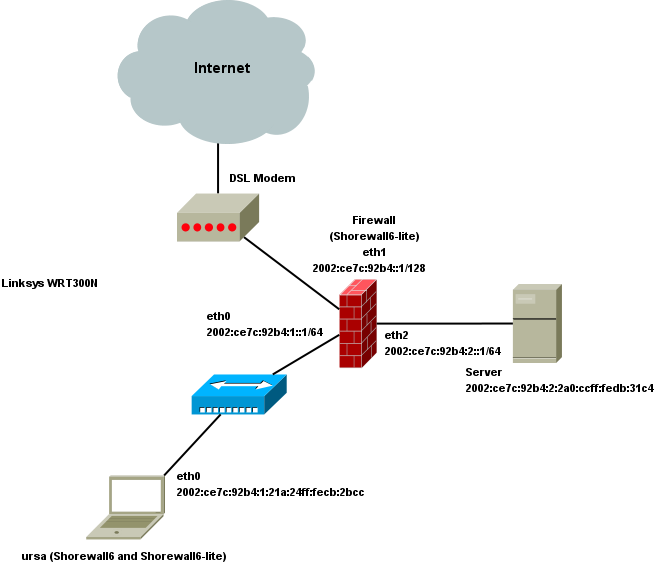 Internet
DSL Modem
Firewall
(Shorewall6-lite)
eth1
2002:ce7c:92b4::1/128
Linksys WRT300N
eth0
2002:ce7c:92b4:1::1/64
eth2
2002:ce7c:92b4:2::1/64
Server
2002:ce7c:92b4:2:2a0:ccff:fedb:31c4
eth0
2002:ce7c:92b4:1:21a:24ff:fecb:2bcc
ursa (Shorewall6 and Shorewall6-lite)